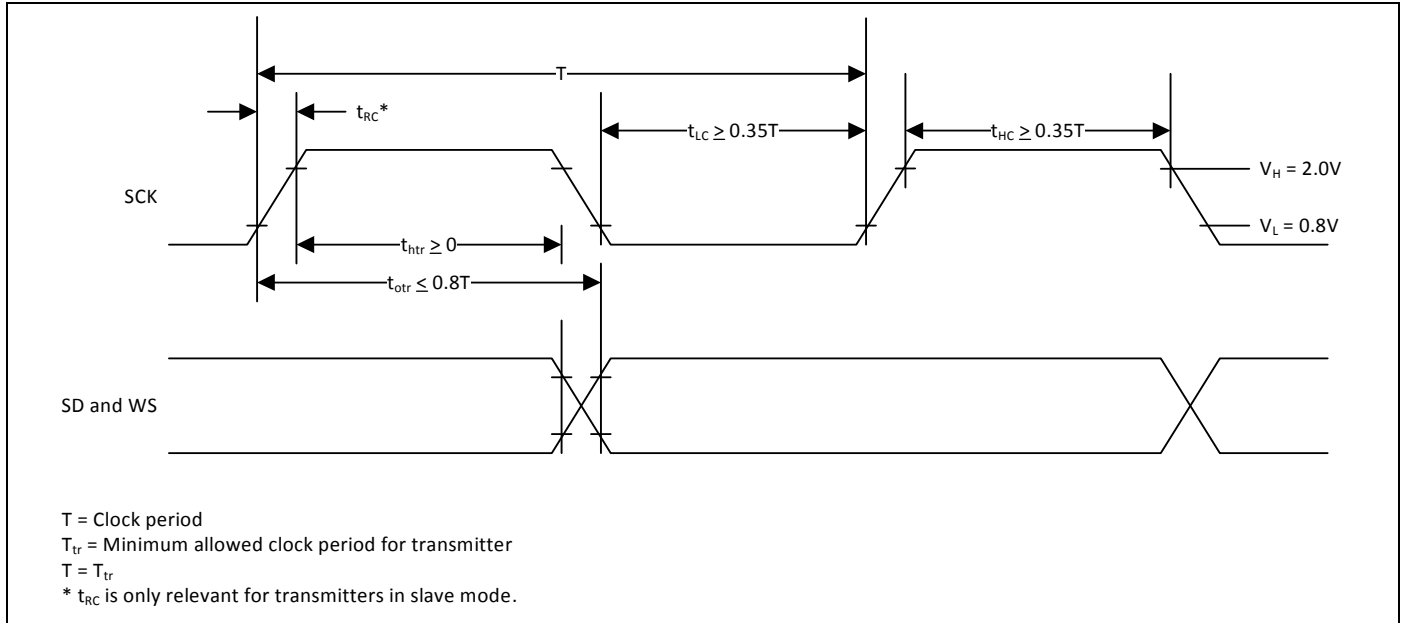 T
t_RC*
t_LC ≥ 0.35T
t_HC ≥ 0.35T
V_H = 2.0V
SCK
V_L = 0.8V
t_htr ≥ 0
t_otr ≤ 0.8T
SD and WS
T = Clock period
T_tr = Minimum allowed clock period for transmitter
T = T_tr
* t_RC is only relevant for transmitters in slave mode.